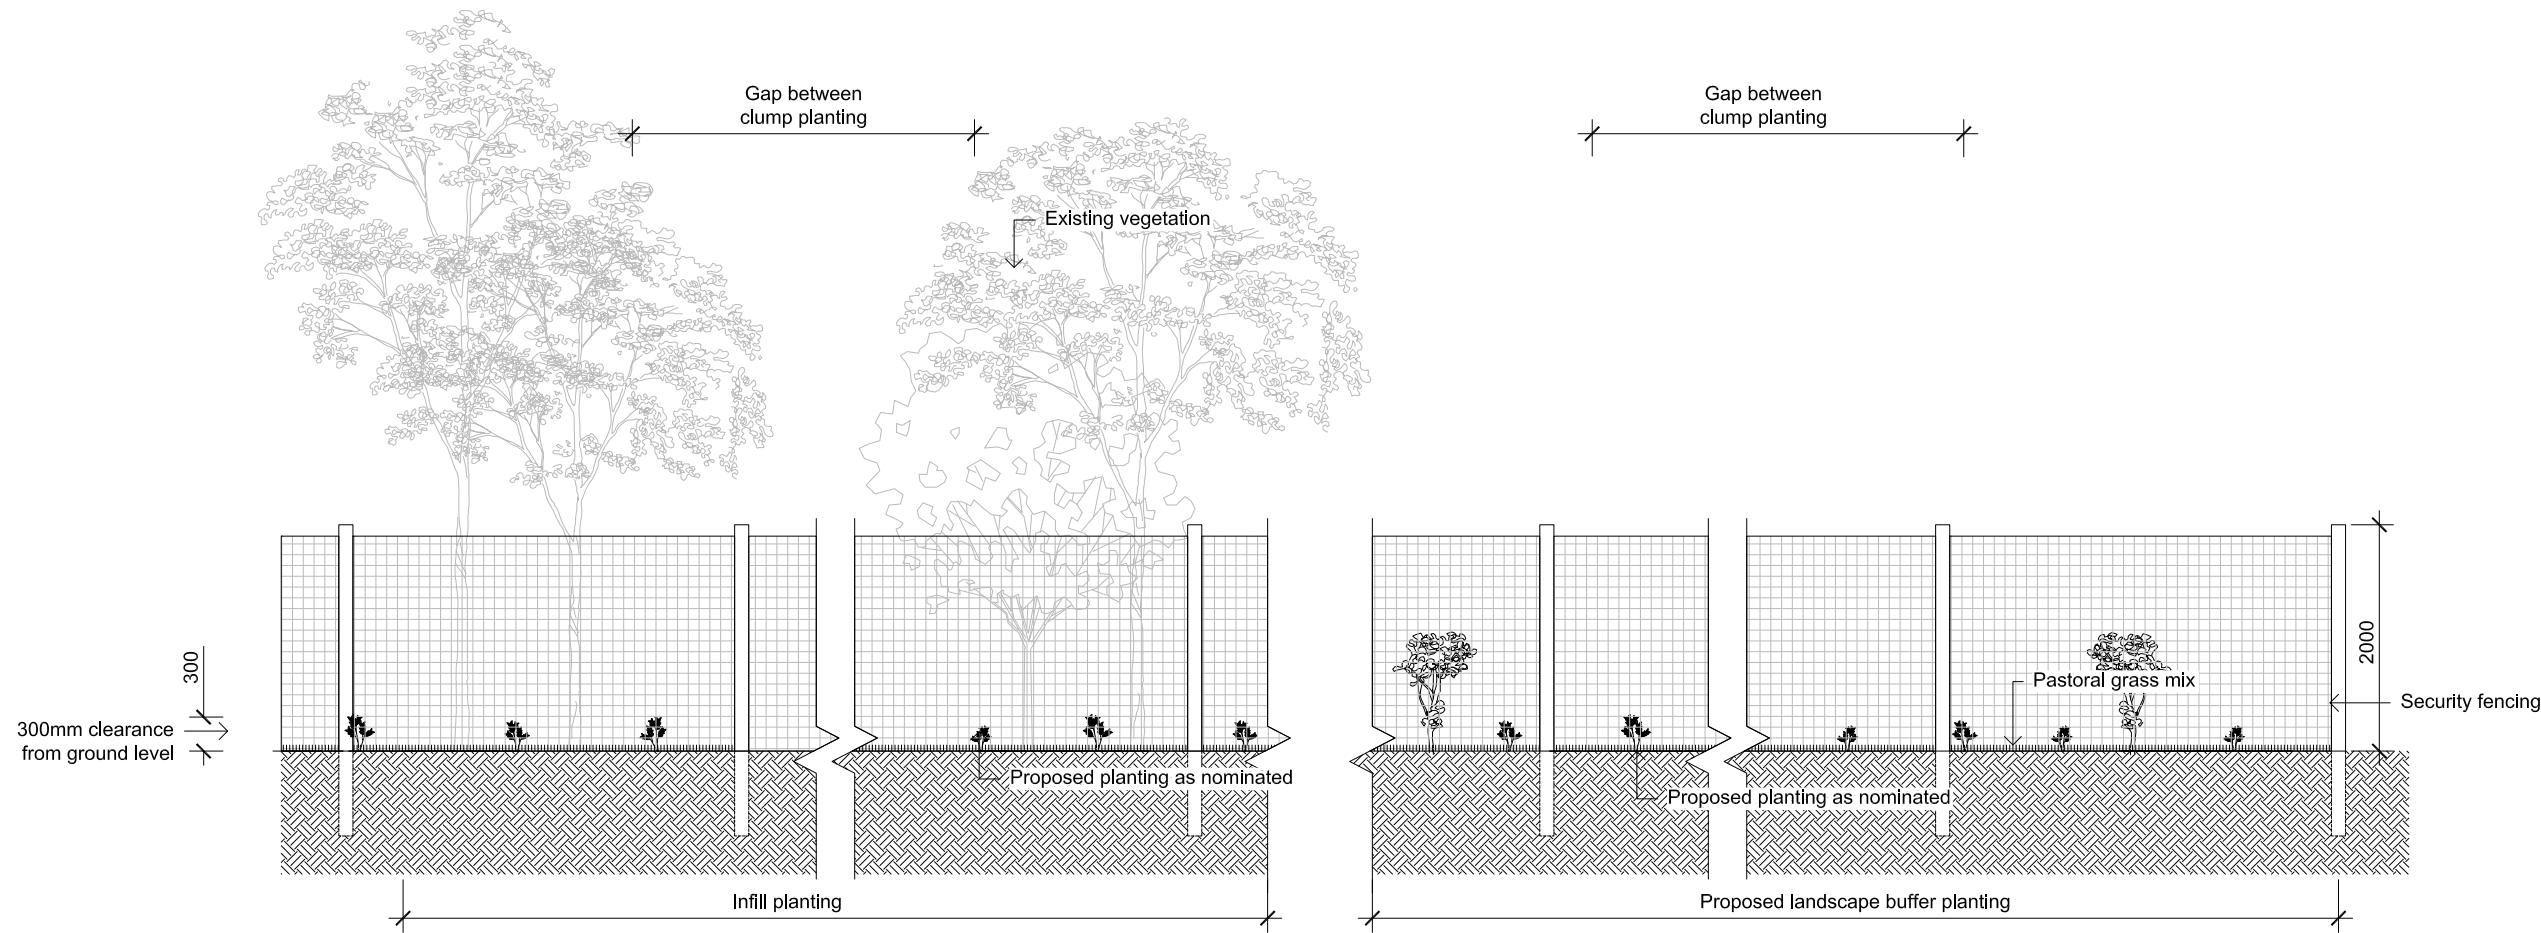 Gap between
clump planting
Gap between
clump planting
Existing vegetation
300
300mm clearance
from ground level
2000
Pastoral grass mix
Security fencing
Proposed planting as nominated
Proposed planting as nominated
Infill planting
Proposed landscape buffer planting